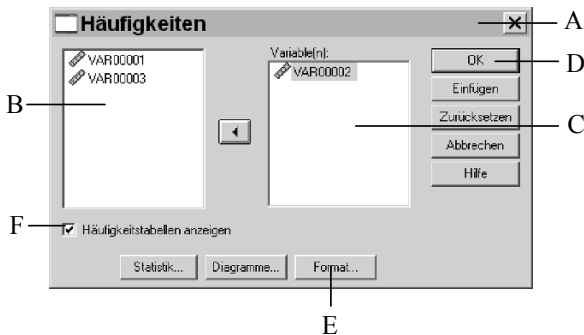 Häufigkeiten
A
VAR00001
VAR00003
Variable(n):
VAR00002
OK
D
Einfügen
B
Zurücksetzen
C
Abbrechen
Hilfe
F
Häufigkeitstabellen anzeigen
Statistik...
Diagramme...
Format...
E